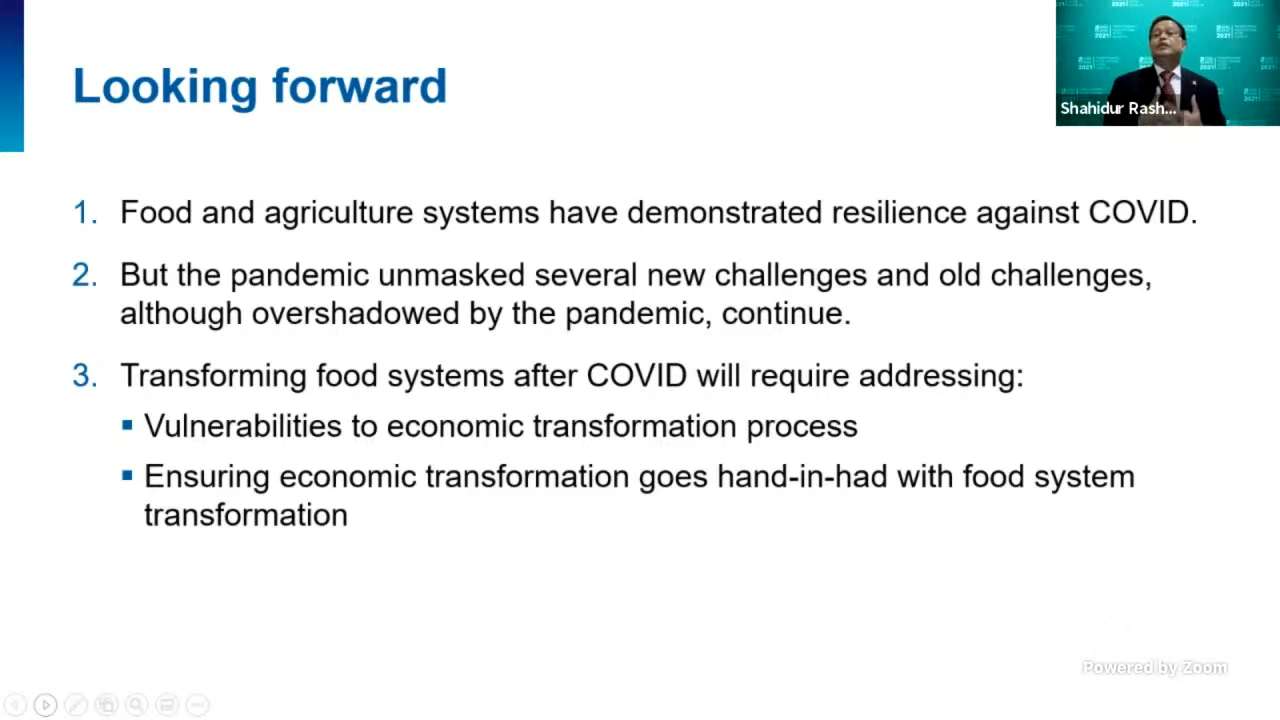 Looking forward
Shahidur Rash...
1. Food and agriculture systems have demonstrated resilience against COVID.
2. But the pandemic unmasked several new challenges and old challenges,
although overshadowed by the pandemic, continue.
3. Transforming food systems after COVID will require addressing:
▪ Vulnerabilities to economic transformation process
▪ Ensuring economic transformation goes hand-in-had with food system
transformation
Powered by Zoom